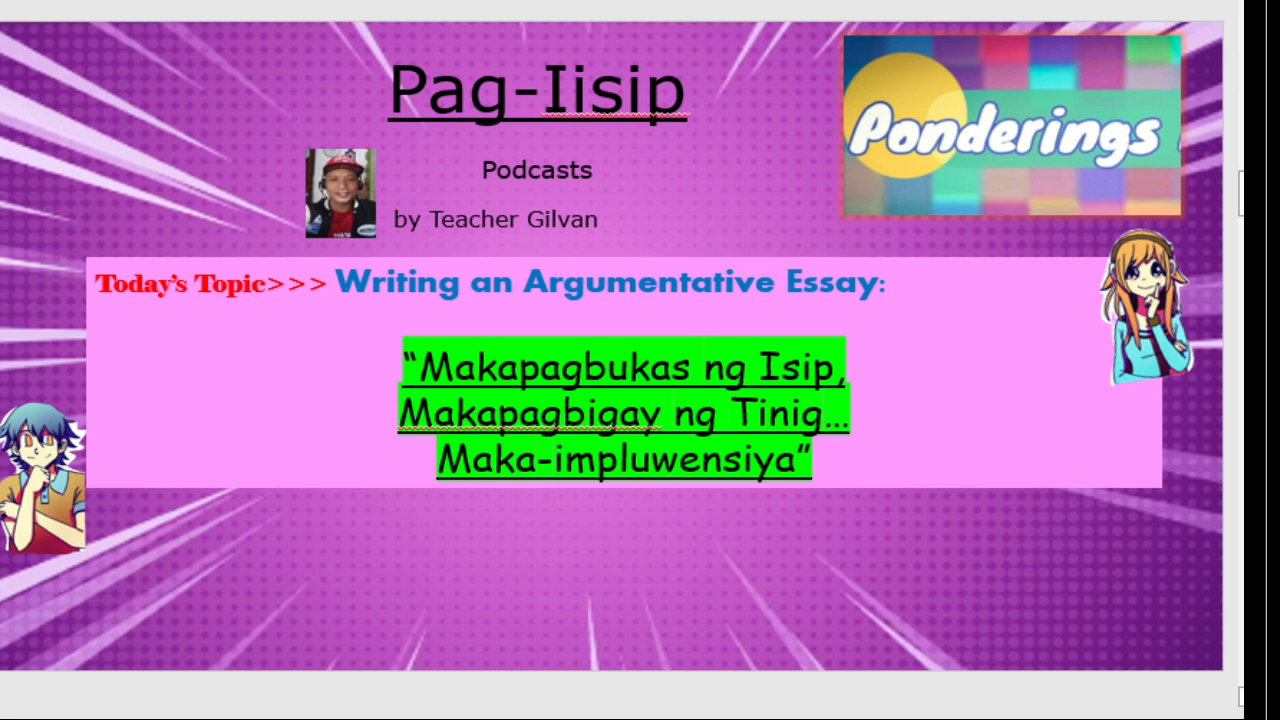 Pag-Iisip
Ponderings
Podcasts
by Teacher Gilvan
Today's Topic>>> Writing an Argumentative Essay:
“Makapagbukas ng Isip,
Makapagbigay ng Tinig...
Maka-impluwensiya”